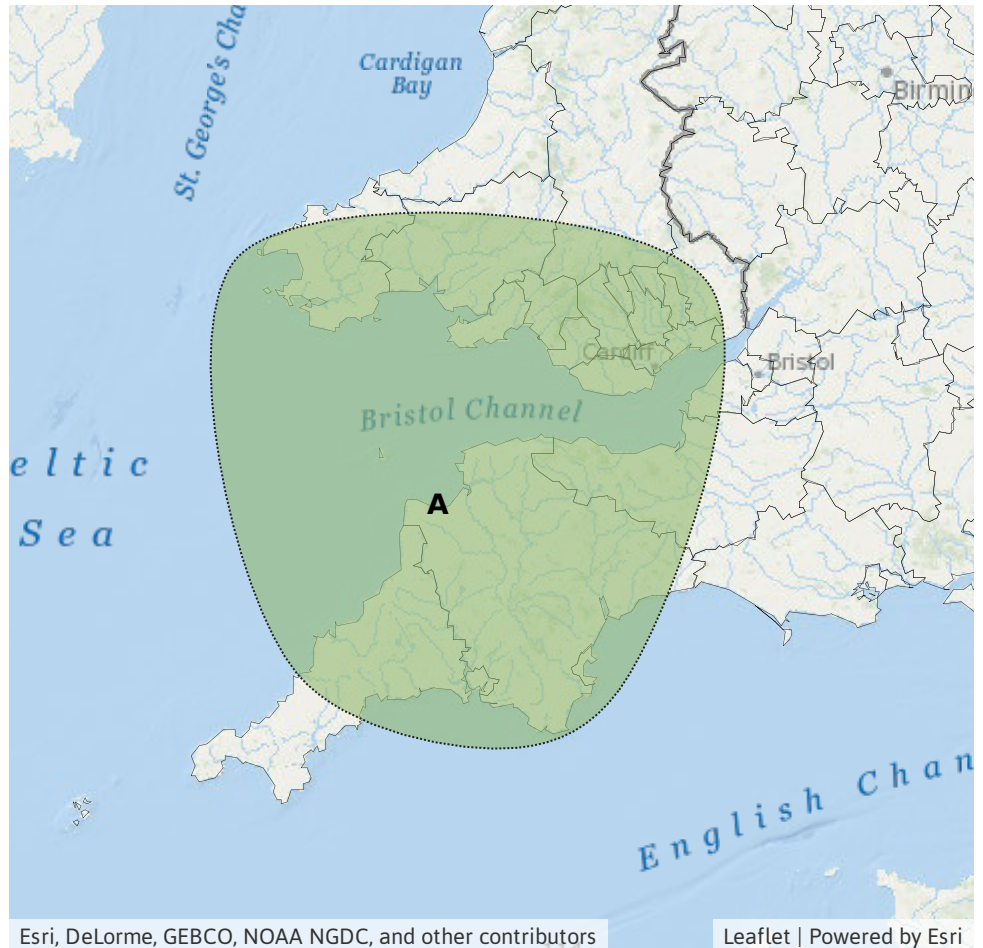 St. George's Cha
Cardigan
Bay
Birmin
Cardiff
Bristol
Bristol Channel
eltic
Sea
A
English Chan
Esri, DeLorme, GEBCO, NOAA NGDC, and other contributors
Leaflet | Powered by Esri